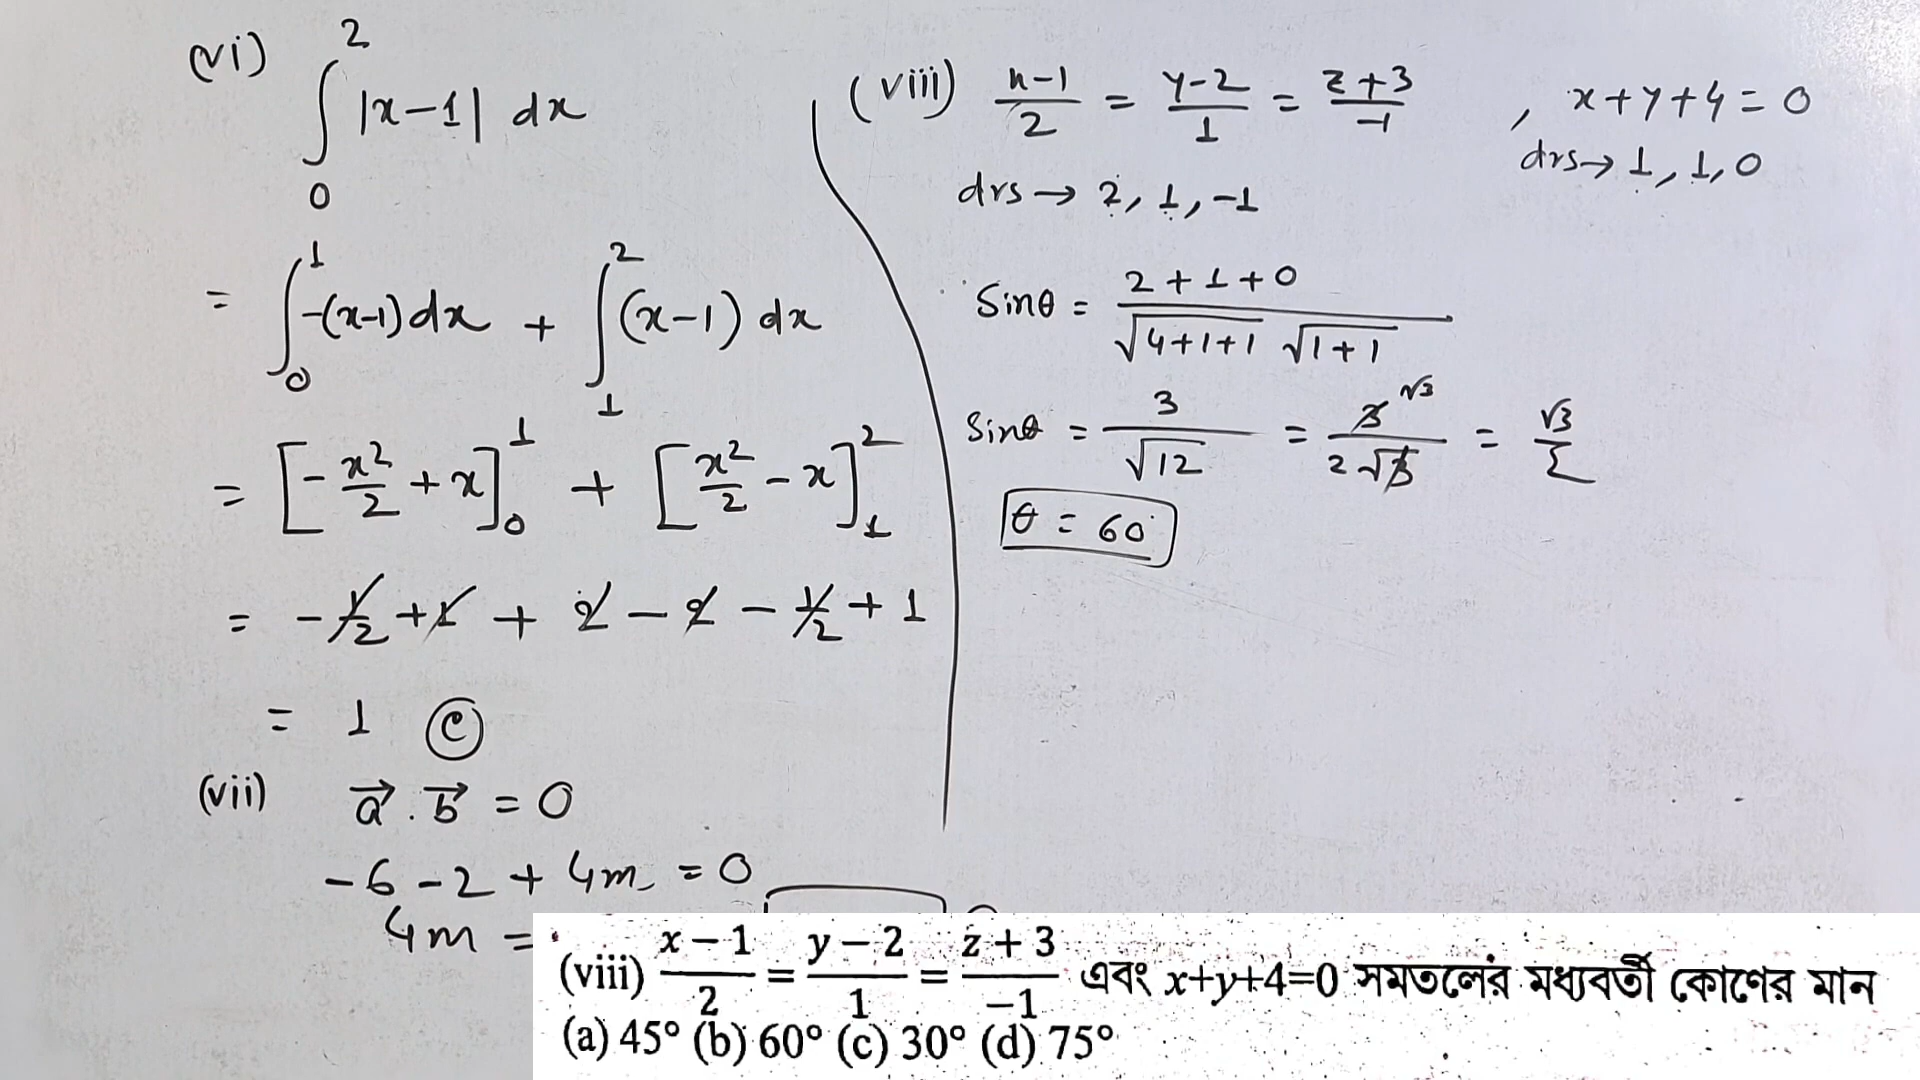 (vi) ∫₀² |x-1| dx
= ∫₀¹ -(x-1) dx + ∫₁² (x-1) dx
= [-x²/2 + x]₀¹ + [x²/2 - x]₁²
= -1/2 + 1 + 2 - 2 - 1/2 + 1
= 1 (c)
(vii) a⃗ . b⃗ = 0
-6 - 2 + 4m = 0
4m =
(viii) x-1/2 = y-2/1 = z+3/-1 , x+y+4=0
drs→ 2, 1, -1 drs→ 1, 1, 0
Sinθ = 2+1+0/√4+1+1 √1+1
Sinθ = 3/√12 = 3 √3/2√3 = √3/2
θ = 60°
(viii) x-1/2 = y-2/1 = z+3/-1 এবং x+y+4=0 সমতলের মধ্যবর্তী কোণের মান
(a) 45° (b) 60° (c) 30° (d) 75°